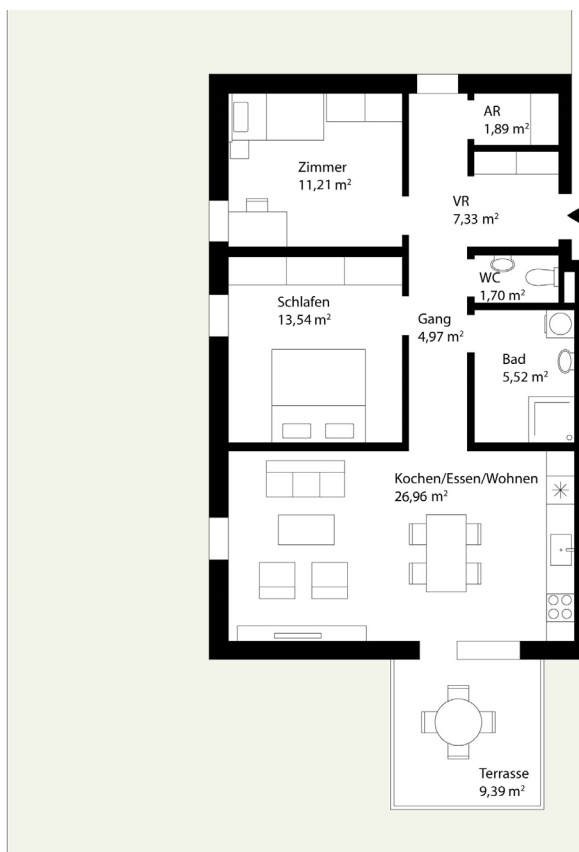 AR
1,89 m²
Zimmer
11,21 m²
VR
7,33 m²
WC
1,70 m²
Schlafen
13,54 m²
Gang
4,97 m²
Bad
5,52 m²
Kochen/Essen/Wohnen
26,96 m²
Terrasse
9,39 m²